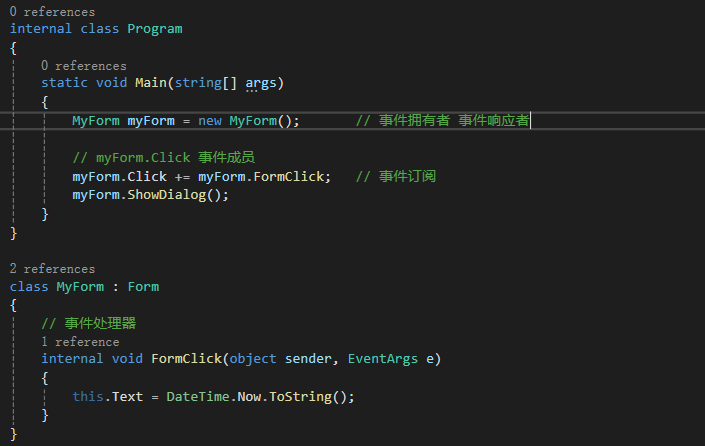 0 references
internal class Program
{
0 references
static void Main(string[] args)
{
MyForm myForm = new MyForm(); // 事件拥有者 事件响应者
// myForm.Click 事件成员
myForm.Click += myForm.FormClick; // 事件订阅
myForm.ShowDialog();
}
}
2 references
class MyForm : Form
{
// 事件处理器
1 reference
internal void FormClick(object sender, EventArgs e)
{
this.Text = DateTime.Now.ToString();
}
}